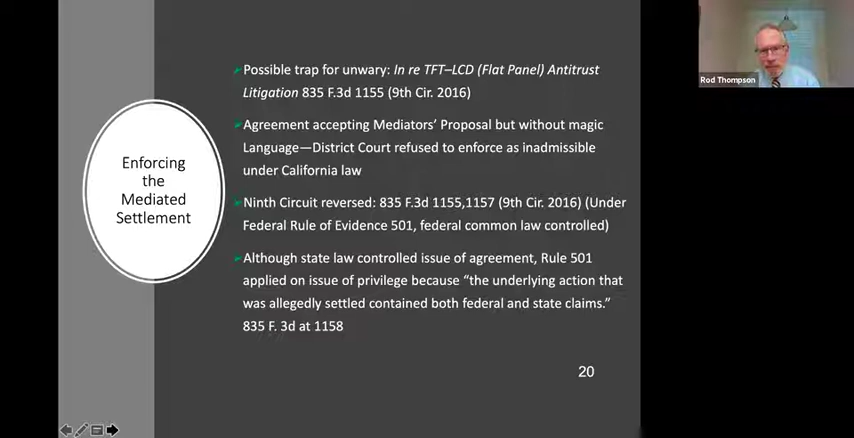 Enforcing
the
Mediated
Settlement
Possible trap for unwary: In re TFT–LCD (Flat Panel) Antitrust
Litigation 835 F.3d 1155 (9th Cir. 2016)
Agreement accepting Mediators' Proposal but without magic
Language—District Court refused to enforce as inadmissible
under California law
Ninth Circuit reversed: 835 F.3d 1155,1157 (9th Cir. 2016) (Under
Federal Rule of Evidence 501, federal common law controlled)
Although state law controlled issue of agreement, Rule 501
applied on issue of privilege because “the underlying action that
was allegedly settled contained both federal and state claims.”
835 F. 3d at 1158
20
Rod Thompson